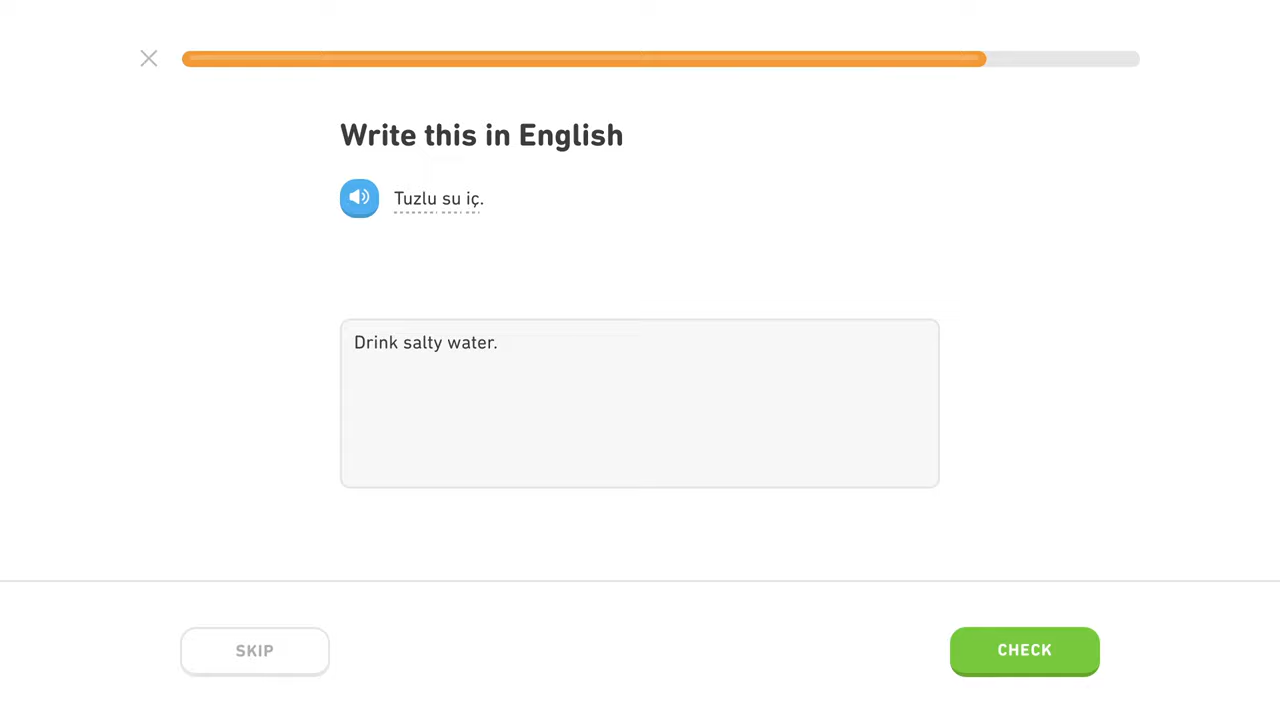 Write this in English
Tuzlu su iç.
Drink salty water.
SKIP
CHECK